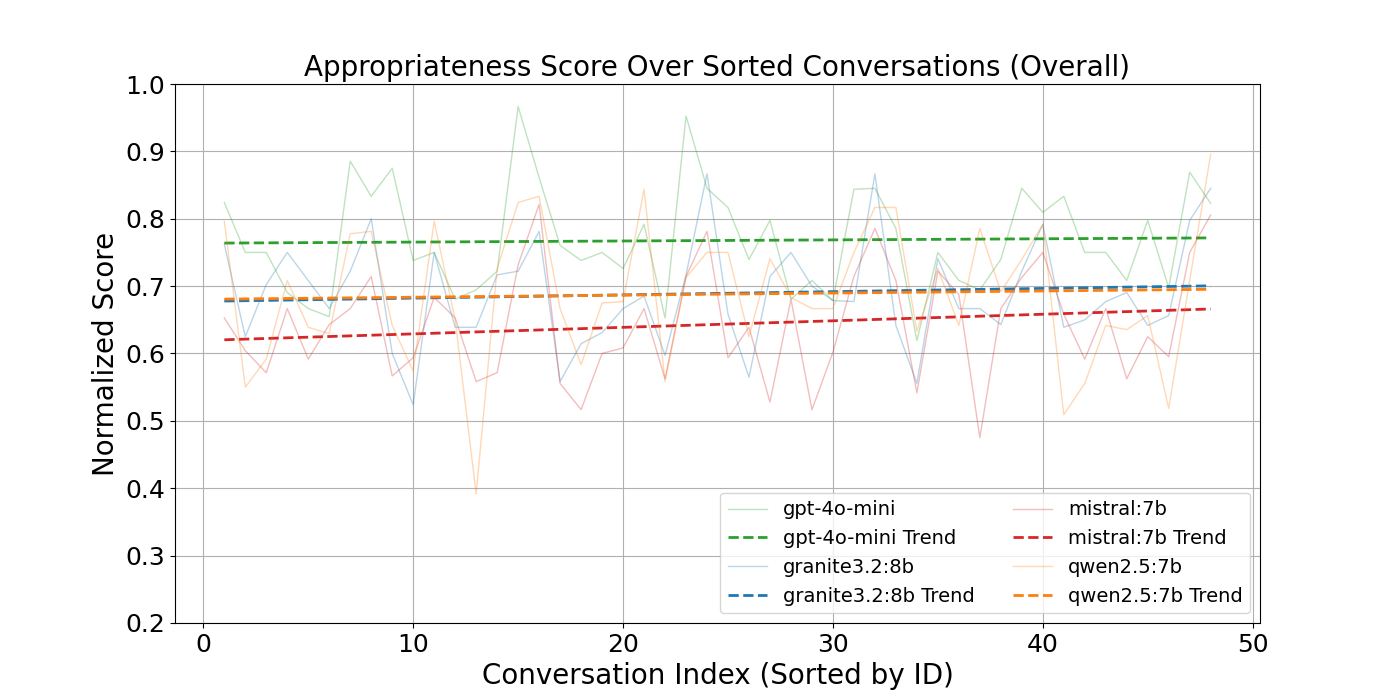 Appropriateness Score Over Sorted Conversations (Overall)
Normalized Score
1.0
0.9
0.8
0.7
0.6
0.5
0.4
0.3
0.2
0 10 20 30 40 50
Conversation Index (Sorted by ID)
gpt-4o-mini
gpt-4o-mini Trend
granite3.2:8b
granite3.2:8b Trend
mistral:7b
mistral:7b Trend
qwen2.5:7b
qwen2.5:7b Trend